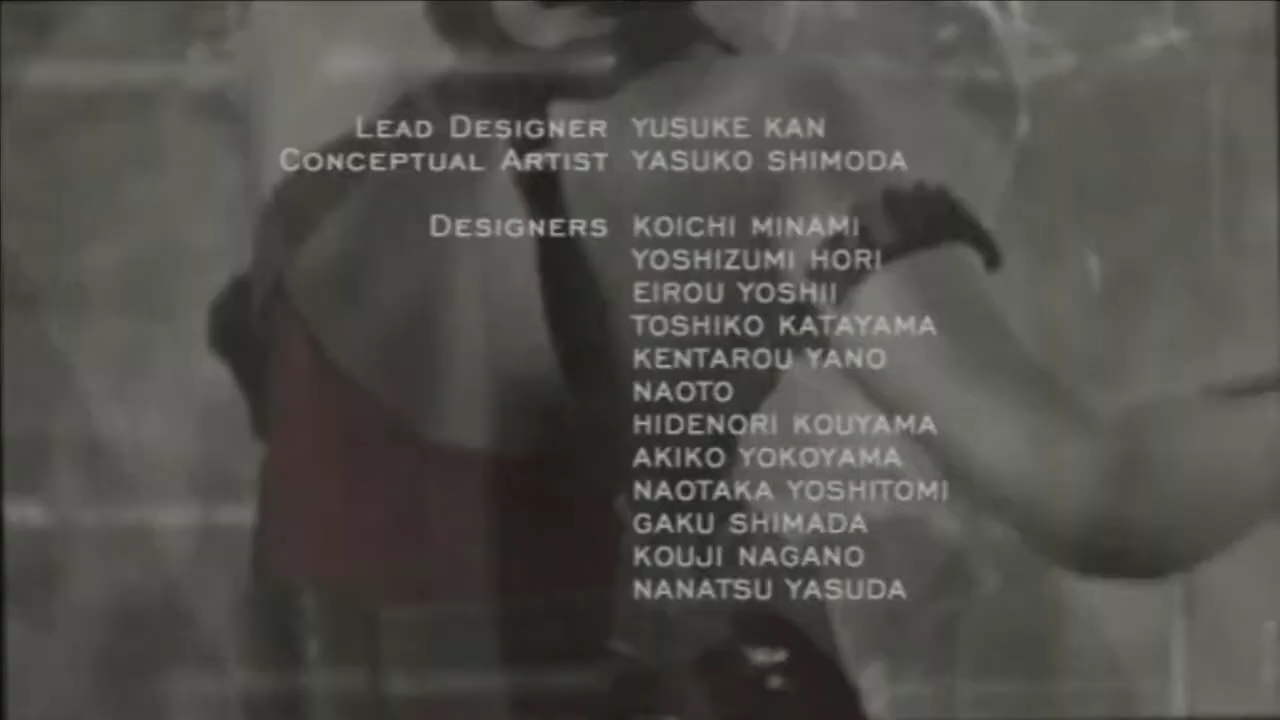 LEAD DESIGNER YUSUKE KAN
CONCEPTUAL ARTIST YASUKO SHIMODA
DESIGNERS KOICHI MINAMI
YOSHIZUMI HORI
EIROU YOSHII
TOSHIKO KATAYAMA
KENTAROU YANO
NAOTO
HIDENORI KOUYAMA
AKIKO YOKOYAMA
NAOTAKA YOSHITOMI
GAKU SHIMADA
KOUJI NAGANO
NANATSU YASUDA